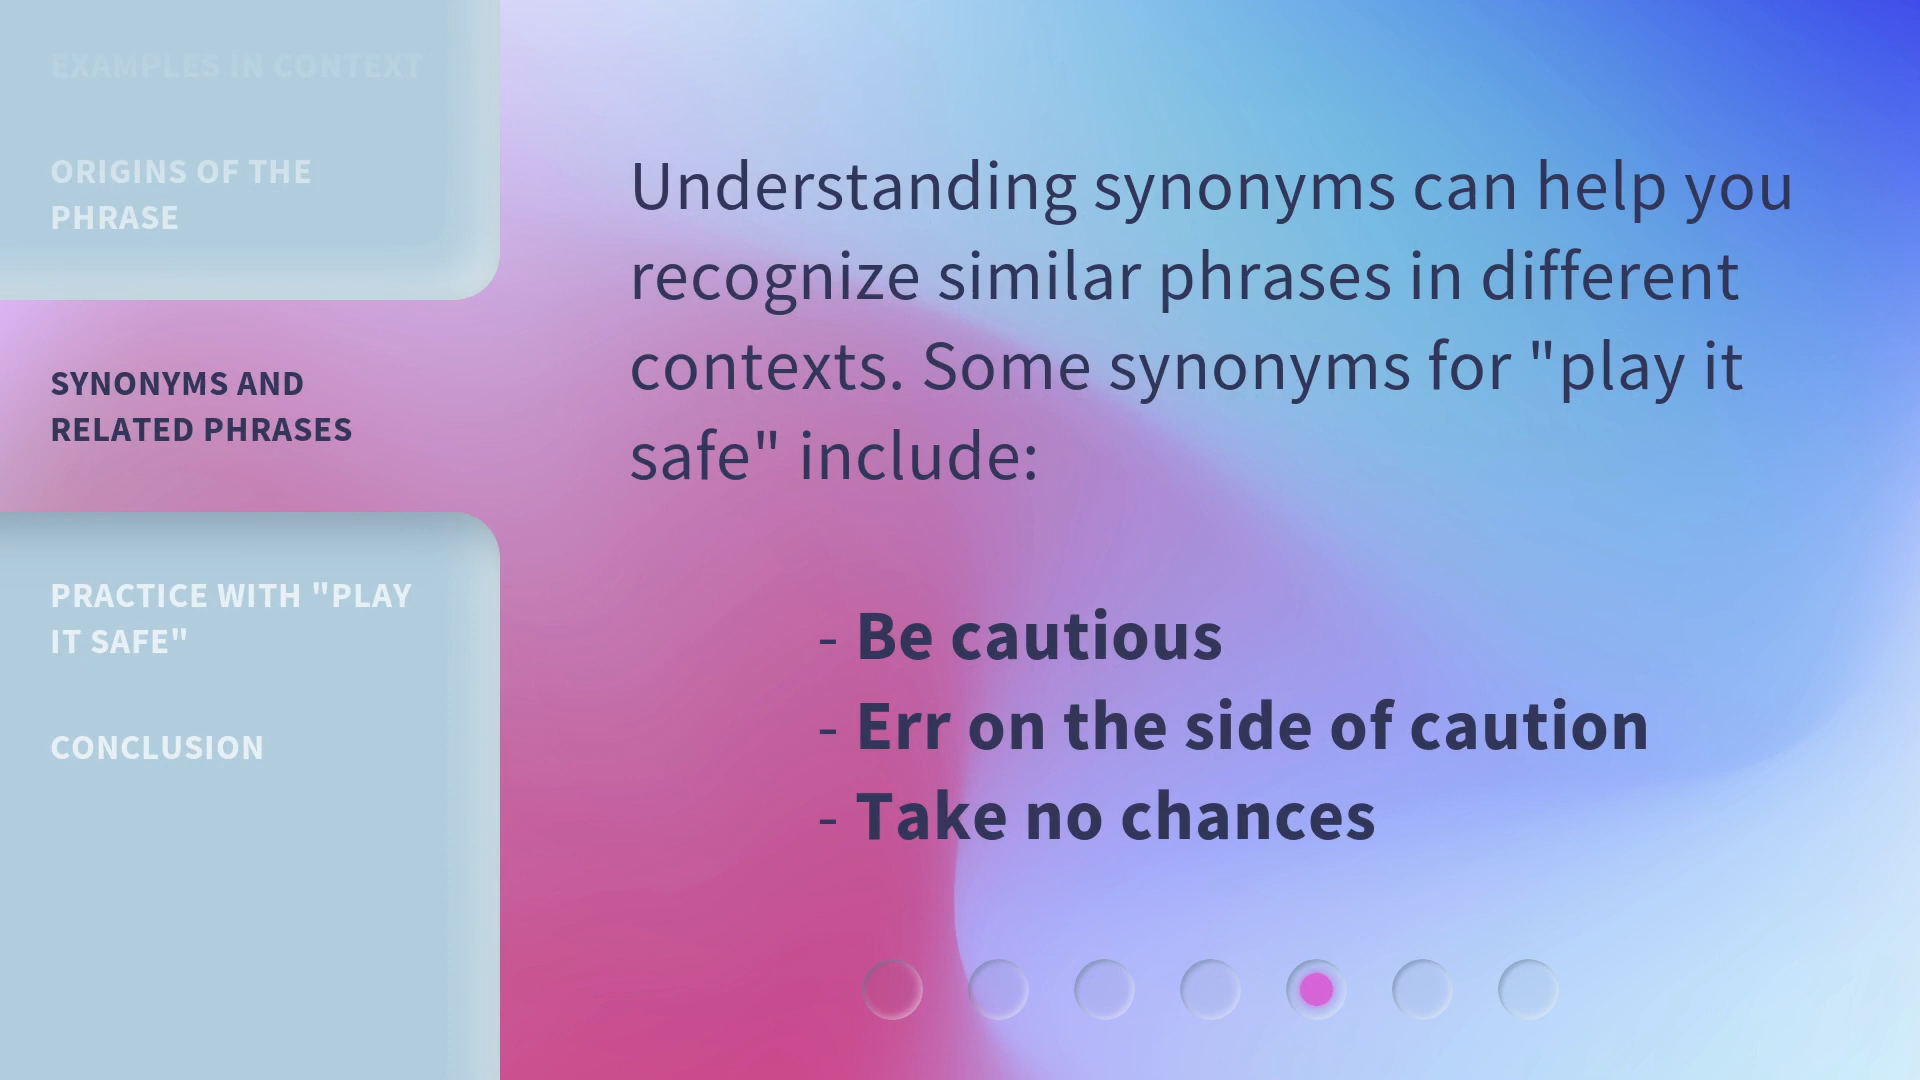 EXAMPLES IN CONTEXT
ORIGINS OF THE
PHRASE
SYNONYMS AND
RELATED PHRASES
PRACTICE WITH "PLAY
IT SAFE"
CONCLUSION
Understanding synonyms can help you
recognize similar phrases in different
contexts. Some synonyms for "play it
safe" include:
- Be cautious
- Err on the side of caution
- Take no chances